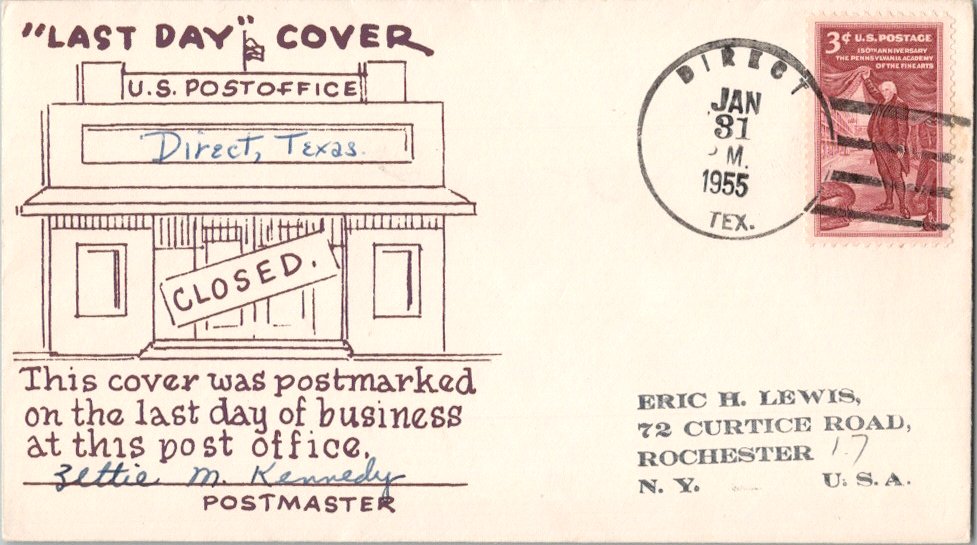 "LAST DAY" COVER
U.S. POSTOFFICE
Direct, Texas.
CLOSED.
This cover was postmarked
on the last day of business
at this post office.
Zettie M. Kennedy
POSTMASTER
DIRECT
JAN
31
M.
1955
TEX.
3¢ U.S. POSTAGE
150TH ANNIVERSARY
THE PENNSYLVANIA ACADEMY
OF THE FINE ARTS
ERIC H. LEWIS,
72 CURTICE ROAD,
ROCHESTER 17
N. Y. U. S. A.